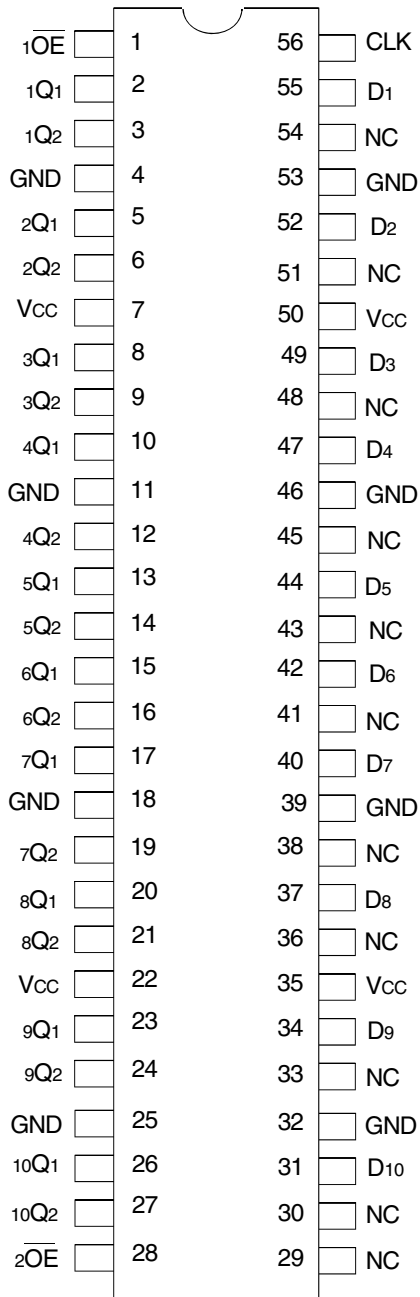 1OE 1 56 CLK
1Q1 2 55 D1
1Q2 3 54 NC
GND 4 53 GND
2Q1 5 52 D2
2Q2 6 51 NC
VCC 7 50 VCC
3Q1 8 49 D3
3Q2 9 48 NC
4Q1 10 47 D4
GND 11 46 GND
4Q2 12 45 NC
5Q1 13 44 D5
5Q2 14 43 NC
6Q1 15 42 D6
6Q2 16 41 NC
7Q1 17 40 D7
GND 18 39 GND
7Q2 19 38 NC
8Q1 20 37 D8
8Q2 21 36 NC
VCC 22 35 VCC
9Q1 23 34 D9
9Q2 24 33 NC
GND 25 32 GND
10Q1 26 31 D10
10Q2 27 30 NC
2OE 28 29 NC